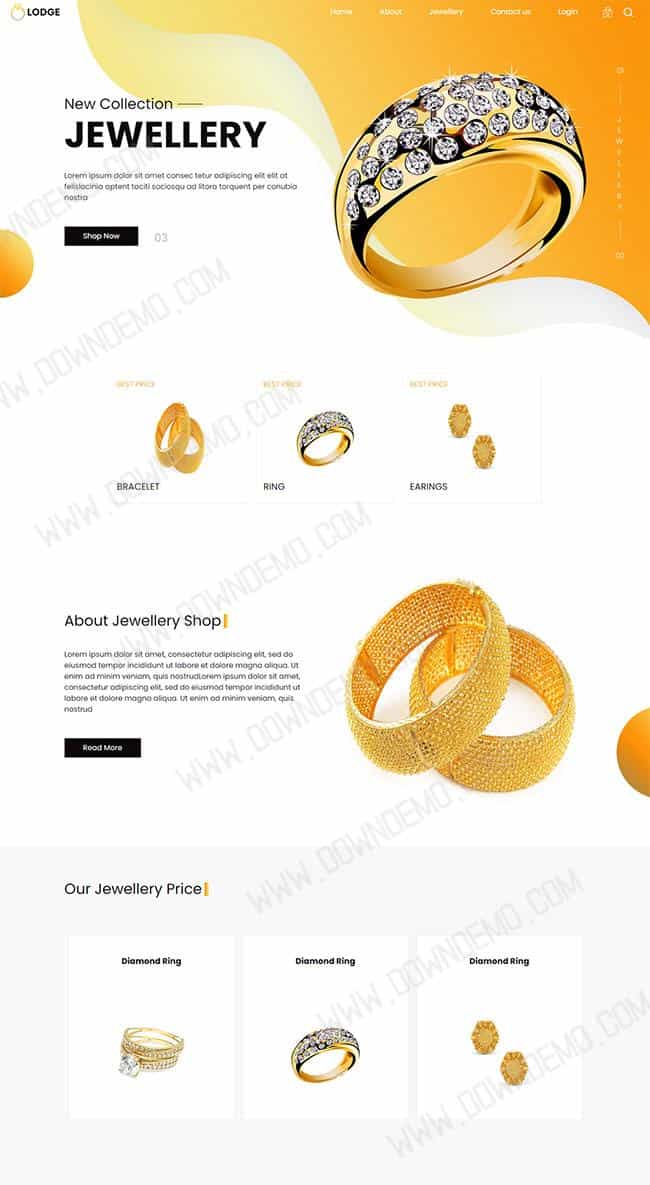 LODGE
Home About Jewellery Contact us Login
New Collection
JEWELLERY
Lorem ipsum dolor sit amet consec tetur adipiscing elit elit et
felislacinia aptent taciti sociosqu ad litora torquent per conubia
nostra
Shop Now
03
01
JEWELLERY
02
BEST PRICE
BRACELET
BEST PRICE
RING
BEST PRICE
EARINGS
About Jewellery Shop
Lorem ipsum dolor sit amet, consectetur adipiscing elit, sed do
eiusmod tempor incididunt ut labore et dolore magna aliqua. Ut
enim ad minim veniam, quis nostrudLorem ipsum dolor sit amet,
consectetur adipiscing elit, sed do eiusmod tempor incididunt ut
labore et dolore magna aliqua. Ut enim ad minim veniam, quis
nostrud
Read More
Our Jewellery Price
Diamond Ring
Diamond Ring
Diamond Ring
WWW.DOWNDEMO.COM